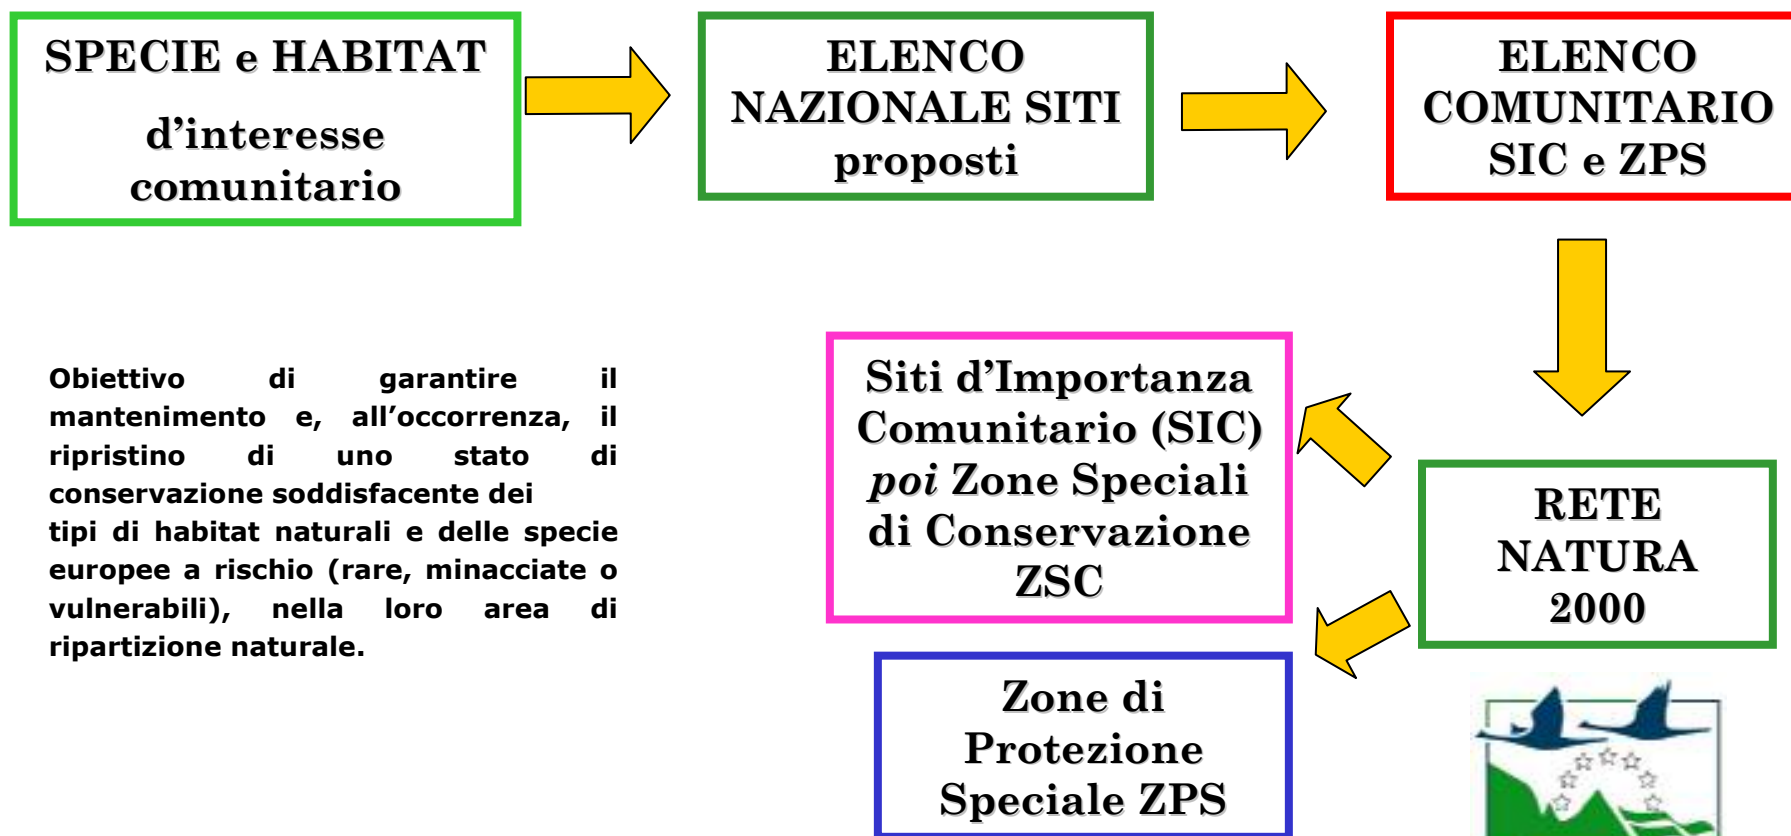 SPECIE e HABITAT
d’interesse
comunitario
ELENCO
NAZIONALE SITI
proposti
ELENCO
COMUNITARIO
SIC e ZPS
Obiettivo di garantire il
mantenimento e, all’occorrenza, il
ripristino di uno stato di
conservazione soddisfacente dei
tipi di habitat naturali e delle specie
europee a rischio (rare, minacciate o
vulnerabili), nella loro area di
ripartizione naturale.
Siti d’Importanza
Comunitario (SIC)
poi Zone Speciali
di Conservazione
ZSC
RETE
NATURA
2000
Zone di
Protezione
Speciale ZPS